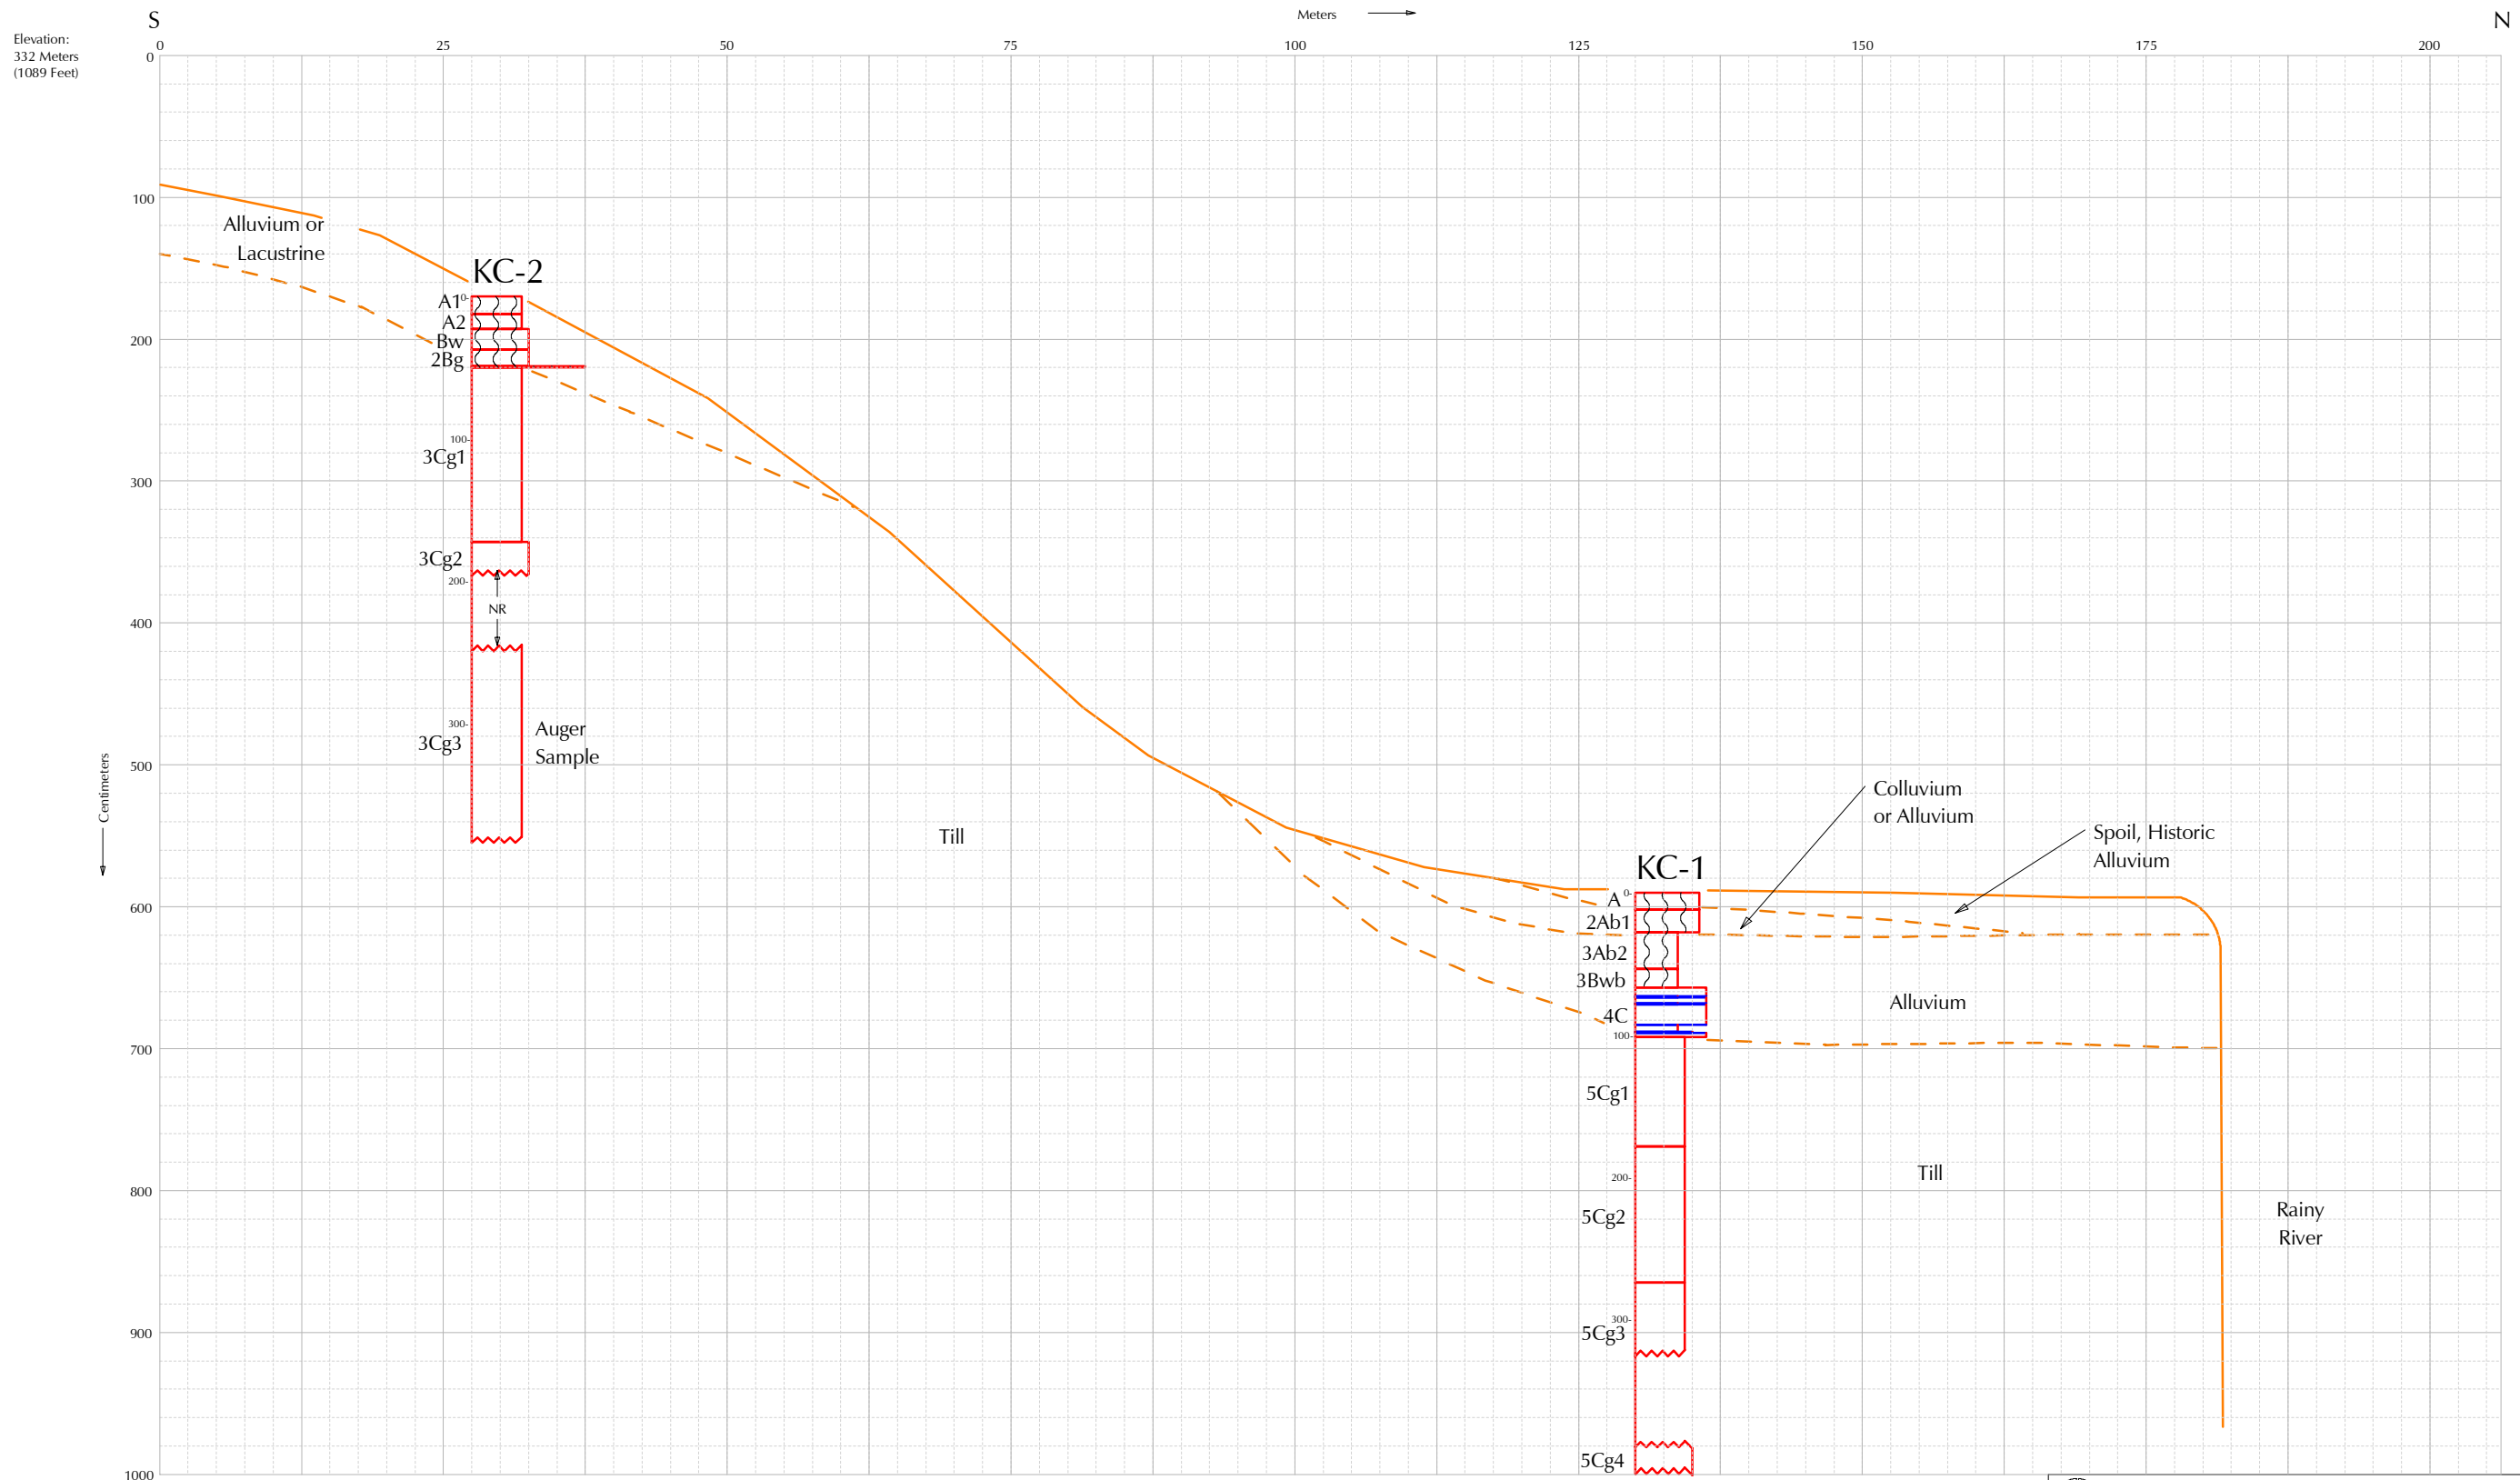 S
Meters
N
Elevation:
332 Meters
(1089 Feet)
0 25 50 75 100 125 150 175 200
0
100
200
300
400
500
600
700
800
900
1000
Centimeters
Alluvium or
Lacustrine
KC-2
A1
A2
Bw
2Bg
3Cg1
3Cg2
NR
3Cg3
0-
100-
200-
300-
Auger
Sample
Till
Colluvium
or Alluvium
Spoil, Historic
Alluvium
KC-1
A
2Ab1
3Ab2
3Bwb
4C
5Cg1
5Cg2
5Cg3
5Cg4
0-
100-
200-
300-
Alluvium
Till
Rainy
River